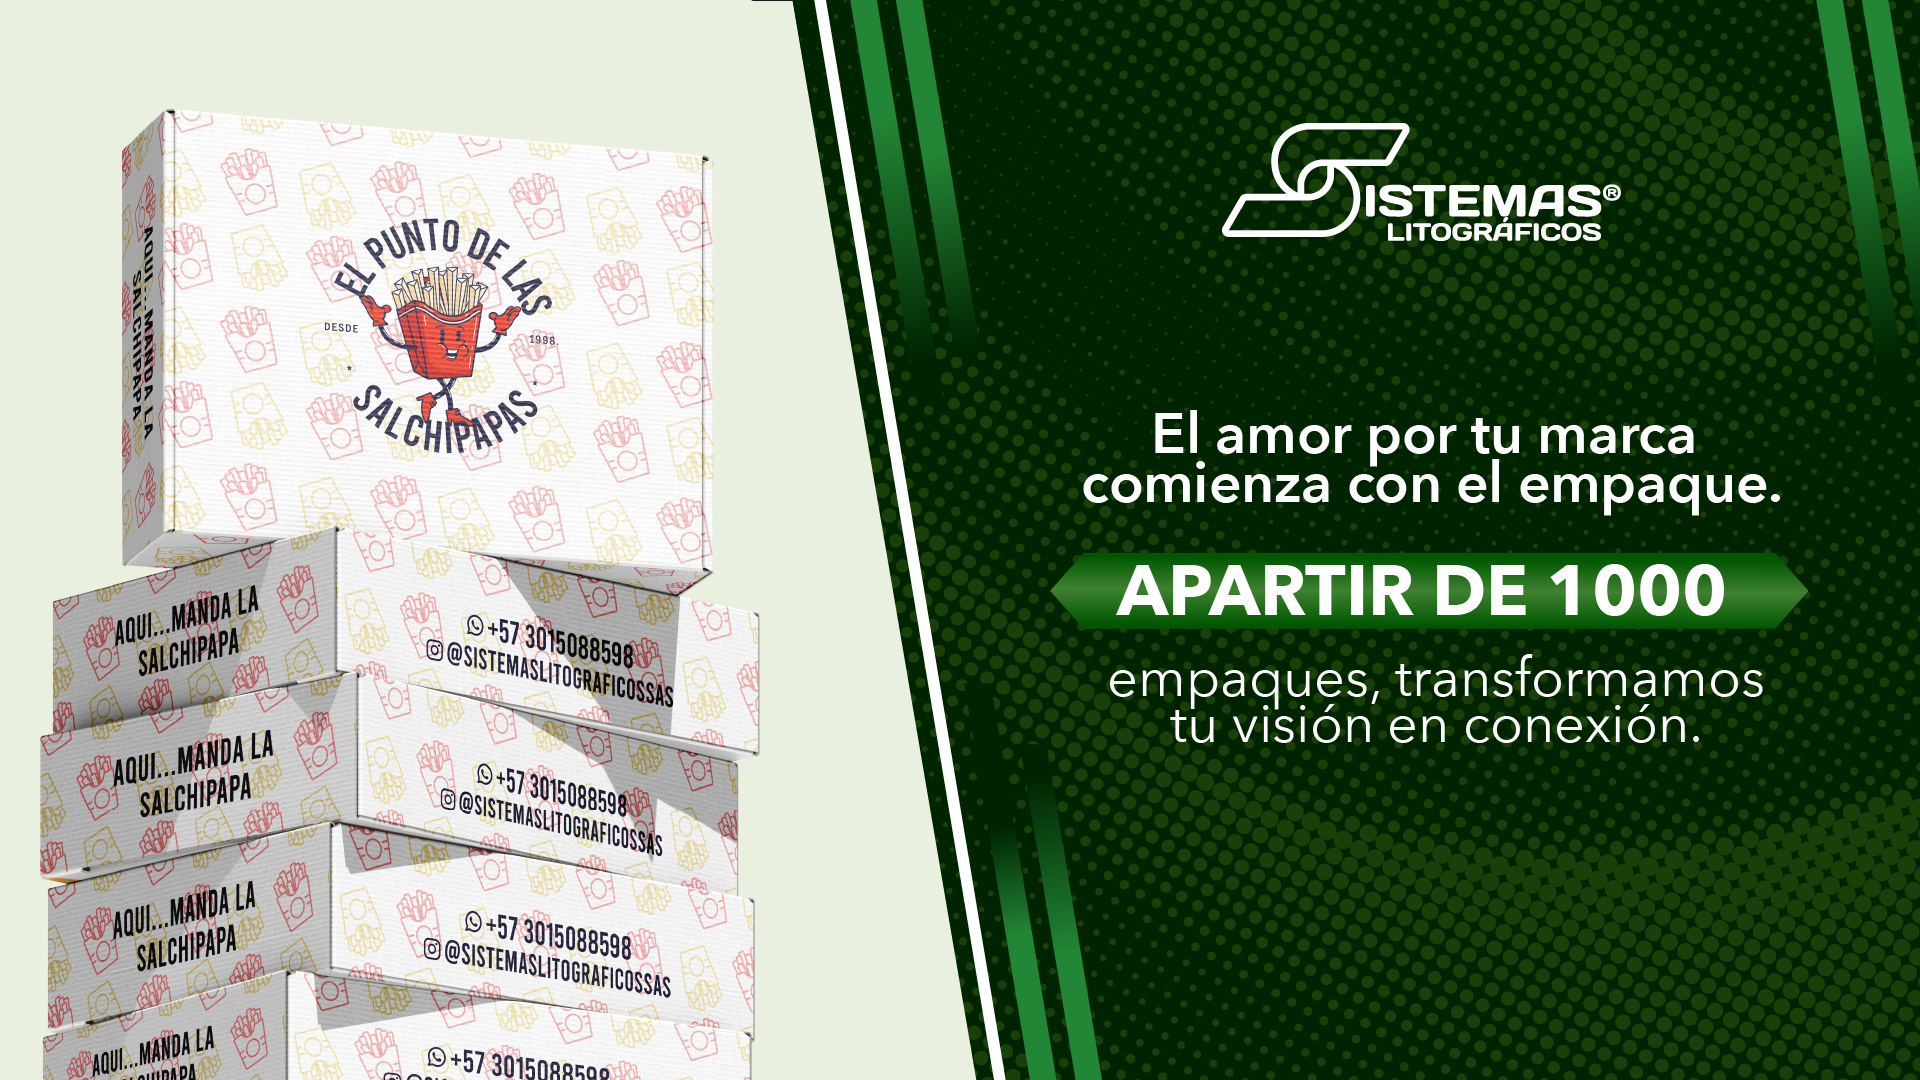 EL PUNTO DE LAS
DESDE
1998.
SALCHIPAPAS
AQUI...MANDA LA
SALCHIPAPA
AQUI...MANDA LA
SALCHIPAPA
+57 3015088598
@SISTEMASLITOGRAFICOSSAS
AQUI...MANDA LA
SALCHIPAPA
+57 3015088598
@SISTEMASLITOGRAFICOSSAS
AQUI...MANDA LA
SALCHIPAPA
+57 3015088598
@SISTEMASLITOGRAFICOSSAS
AQUI...MANDA LA
+57 3015088598
SISTEMAS®
LITOGRÁFICOS
El amor por tu marca
comienza con el empaque.
APARTIR DE 1000
empaques, transformamos
tu visión en conexión.